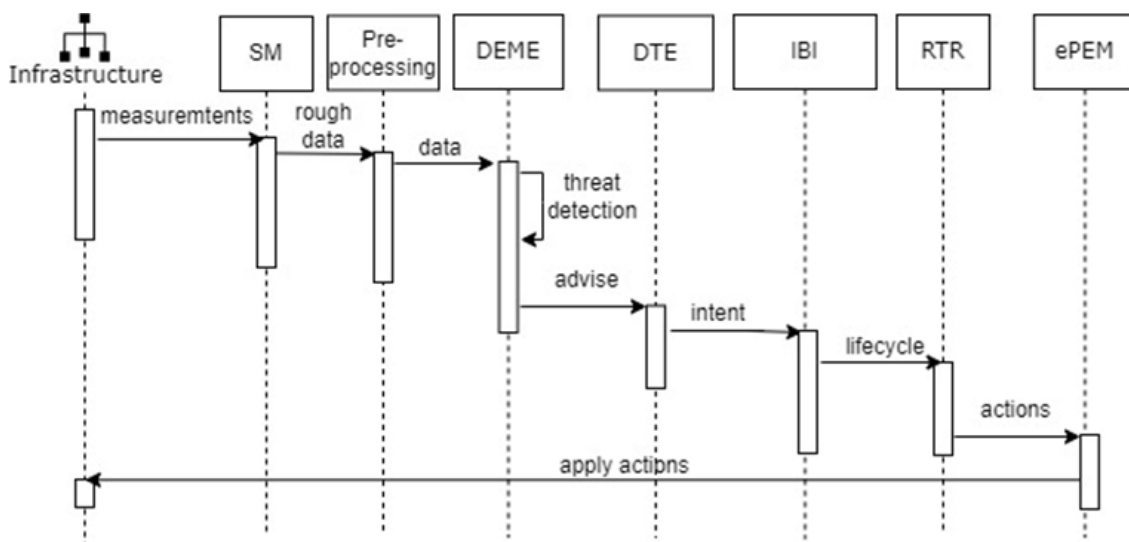 Infrastructure
SM
Pre-
processing
DEME
DTE
IBI
RTR
ePEM
measuremtents
rough
data
data
threat
detection
advise
intent
lifecycle
actions
apply actions